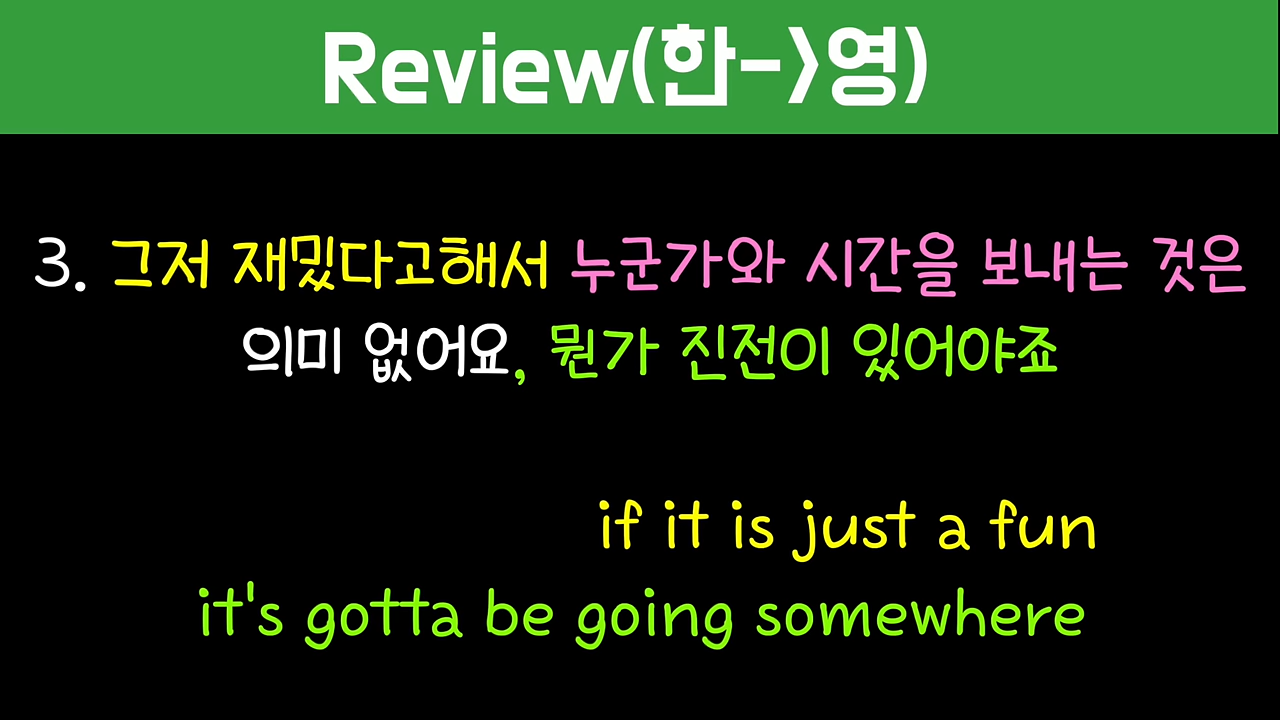 Review(한->영)
3. 그저 재밌다고해서 누군가와 시간을 보내는 것은
의미 없어요, 뭔가 진전이 있어야죠
if it is just a fun
it's gotta be going somewhere